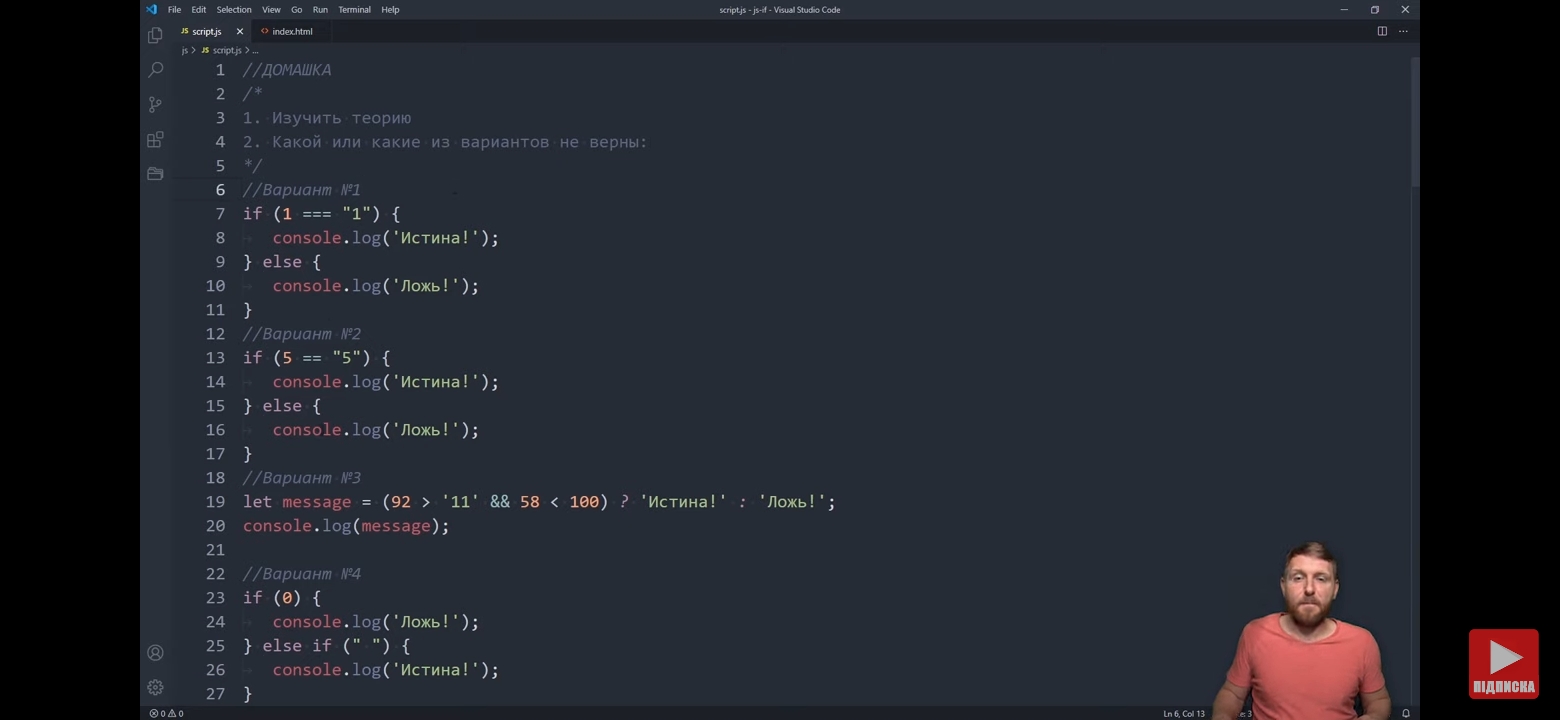 File Edit Selection View Go Run Terminal Help
script.js - js-if - Visual Studio Code
JS script.js × <> index.html
js > JS script.js > ...
1 //ДОМАШКА
2 /*
3 1. Изучить теорию
4 2. Какой или какие из вариантов не верны:
5 */
6 //Вариант №1
7 if (1 === "1") {
8 console.log('Истина!');
9 } else {
10 console.log('Ложь!');
11 }
12 //Вариант №2
13 if (5 == "5") {
14 console.log('Истина!');
15 } else {
16 console.log('Ложь!');
17 }
18 //Вариант №3
19 let message = (92 > '11' && 58 < 100) ? 'Истина!' : 'Ложь!';
20 console.log(message);
21
22 //Вариант №4
23 if (0) {
24 console.log('Ложь!');
25 } else if (" ") {
26 console.log('Истина!');
27 }
ПІДПИСКА
0 0
Ln 6, Col 13